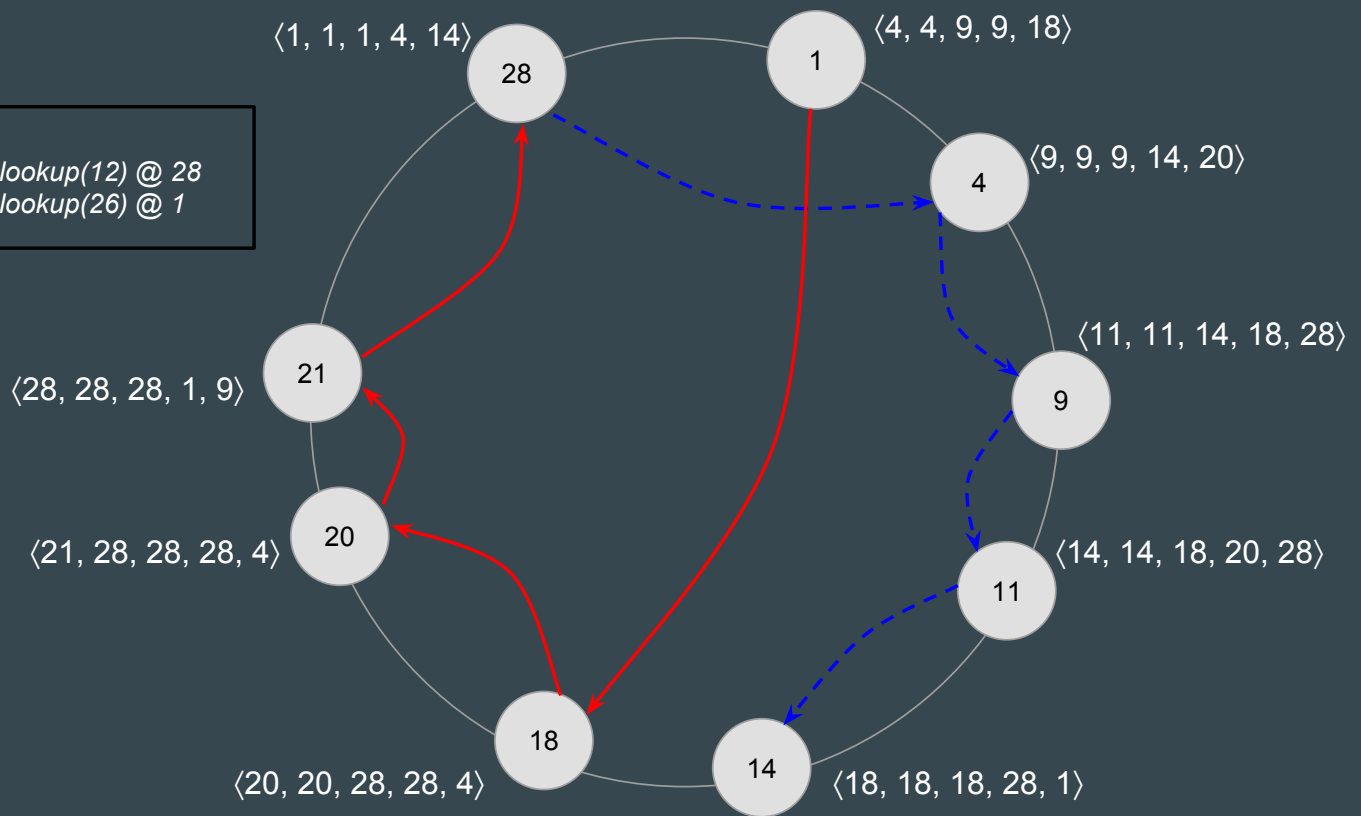 ⟨1, 1, 1, 4, 14⟩
28
1
⟨4, 4, 9, 9, 18⟩
lookup(12) @ 28
lookup(26) @ 1
4
⟨9, 9, 9, 14, 20⟩
⟨11, 11, 14, 18, 28⟩
9
21
⟨28, 28, 28, 1, 9⟩
20
⟨21, 28, 28, 28, 4⟩
11
⟨14, 14, 18, 20, 28⟩
18
⟨20, 20, 28, 28, 4⟩
14
⟨18, 18, 18, 28, 1⟩